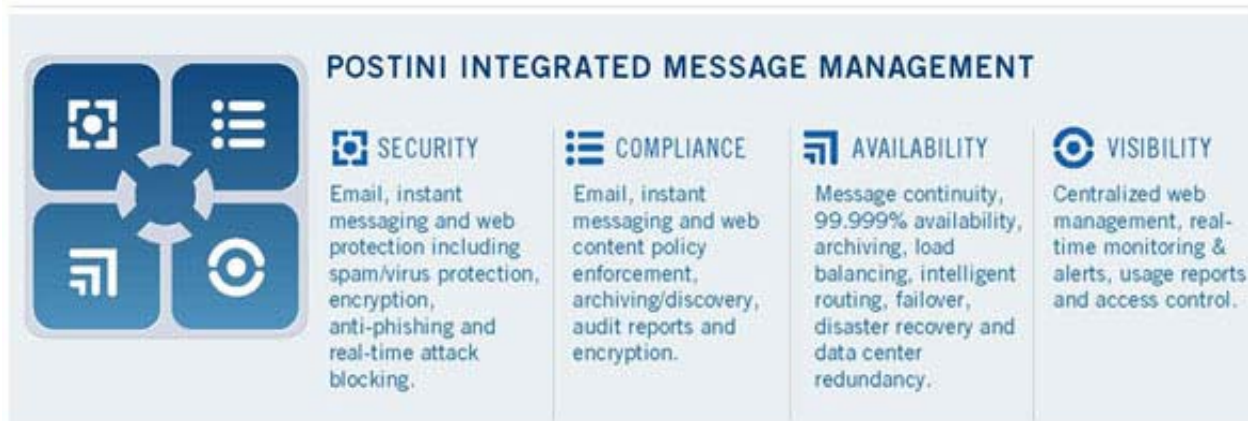 POSTINI INTEGRATED MESSAGE MANAGEMENT
SECURITY
Email, instant
messaging and web
protection including
spam/virus protection,
encryption,
anti-phishing and
real-time attack
blocking.
COMPLIANCE
Email, instant
messaging and web
content policy
enforcement,
archiving/discovery,
audit reports and
encryption.
AVAILABILITY
Message continuity,
99.999% availability,
archiving, load
balancing, intelligent
routing, failover,
disaster recovery and
data center
redundancy.
VISIBILITY
Centralized web
management, real-
time monitoring &
alerts, usage reports
and access control.